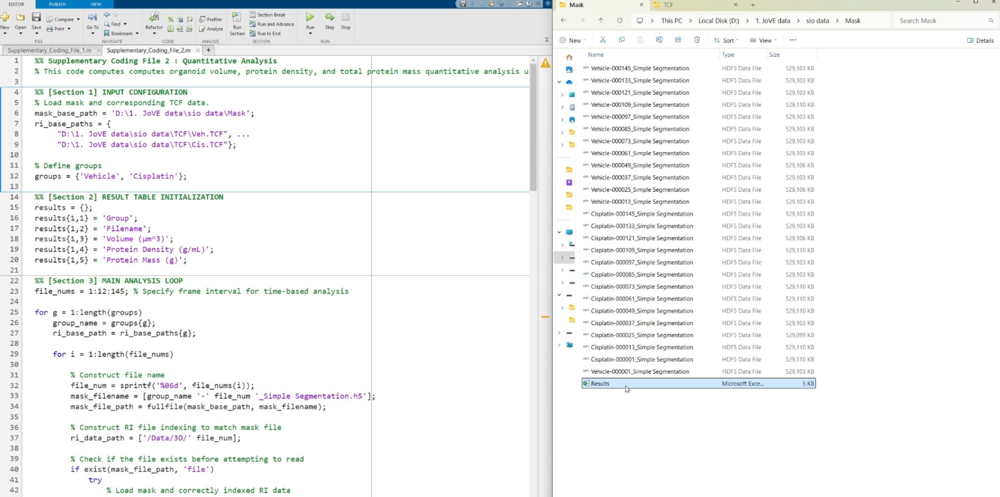 EDITOR
PUBLISH
VIEW
New
Open
Save
Compare
Print
FILE
Go To
Find
Bookmark
NAVIGATE
Refactor
CODE
Profiler
Analyze
ANALYZE
Run Section
Section Break
Run and Advance
Run to End
SECTION
Run
Step
Stop
RUN
Supplementary_Coding_File_1.m
Supplementary_Coding_File_2.m
1 %% Supplementary Coding File 2 : Quantitative Analysis
2 % This code computes computes organoid volume, protein density, and total protein mass quantitative analysis u
3
4 %% [Section 1] INPUT CONFIGURATION
5 % Load mask and corresponding TCF data.
6 mask_base_path = 'D:\1. JoVE data\sio data\Mask';
7 ri_base_paths = {
8 "D:\1. JoVE data\sio data\TCF\Veh.TCF", ...
9 "D:\1. JoVE data\sio data\TCF\Cis.TCF"};
10
11 % Define groups
12 groups = {'Vehicle', 'Cisplatin'};
13
14 %% [Section 2] RESULT TABLE INITIALIZATION
15 results = {};
16 results{1,1} = 'Group';
17 results{1,2} = 'Filename';
18 results{1,3} = 'Volume (µm^3)';
19 results{1,4} = 'Protein Density (g/mL)';
20 results{1,5} = 'Protein Mass (g)';
21
22 %% [Section 3] MAIN ANALYSIS LOOP
23 file_nums = 1:12:145; % Specify frame interval for time-based analysis
24
25 for g = 1:length(groups)
26 group_name = groups{g};
27 ri_base_path = ri_base_paths{g};
28
29 for i = 1:length(file_nums)
30
31 % Construct file name
32 file_num = sprintf('%06d', file_nums(i));
33 mask_filename = [group_name '-' file_num '_Simple Segmentation.h5'];
34 mask_file_path = fullfile(mask_base_path, mask_filename);
35
36 % Construct RI file indexing to match mask file
37 ri_data_path = ['/Data/3D/' file_num];
38
39 % Check if the file exists before attempting to read
40 if exist(mask_file_path, 'file')
41 try
42 % Load mask and correctly indexed RI data
Mask
TCF
This PC > Local Disk (D:) > 1. JoVE data > sio data > Mask
Search Mask
New
Sort
View
Details
Name Type Size
Vehicle-000145_Simple Segmentation HDF5 Data File 529,103 KB
Vehicle-000133_Simple Segmentation HDF5 Data File 529,103 KB
Vehicle-000121_Simple Segmentation HDF5 Data File 529,103 KB
Vehicle-000109_Simple Segmentation HDF5 Data File 529,110 KB
Vehicle-000097_Simple Segmentation HDF5 Data File 529,103 KB
Vehicle-000085_Simple Segmentation HDF5 Data File 529,103 KB
Vehicle-000073_Simple Segmentation HDF5 Data File 529,103 KB
Vehicle-000061_Simple Segmentation HDF5 Data File 529,103 KB
Vehicle-000049_Simple Segmentation HDF5 Data File 529,106 KB
Vehicle-000037_Simple Segmentation HDF5 Data File 529,103 KB
Vehicle-000025_Simple Segmentation HDF5 Data File 529,106 KB
Vehicle-000013_Simple Segmentation HDF5 Data File 529,103 KB
Cisplatin-000145_Simple Segmentation HDF5 Data File 529,103 KB
Cisplatin-000133_Simple Segmentation HDF5 Data File 529,103 KB
Cisplatin-000121_Simple Segmentation HDF5 Data File 529,106 KB
Cisplatin-000109_Simple Segmentation HDF5 Data File 529,110 KB
Cisplatin-000097_Simple Segmentation HDF5 Data File 529,103 KB
Cisplatin-000085_Simple Segmentation HDF5 Data File 529,103 KB
Cisplatin-000073_Simple Segmentation HDF5 Data File 529,110 KB
Cisplatin-000061_Simple Segmentation HDF5 Data File 529,110 KB
Cisplatin-000049_Simple Segmentation HDF5 Data File 529,110 KB
Cisplatin-000037_Simple Segmentation HDF5 Data File 529,103 KB
Cisplatin-000025_Simple Segmentation HDF5 Data File 529,099 KB
Cisplatin-000013_Simple Segmentation HDF5 Data File 529,110 KB
Cisplatin-000001_Simple Segmentation HDF5 Data File 529,110 KB
Vehicle-000001_Simple Segmentation HDF5 Data File 529,103 KB
Results Microsoft Exce... 5 KB